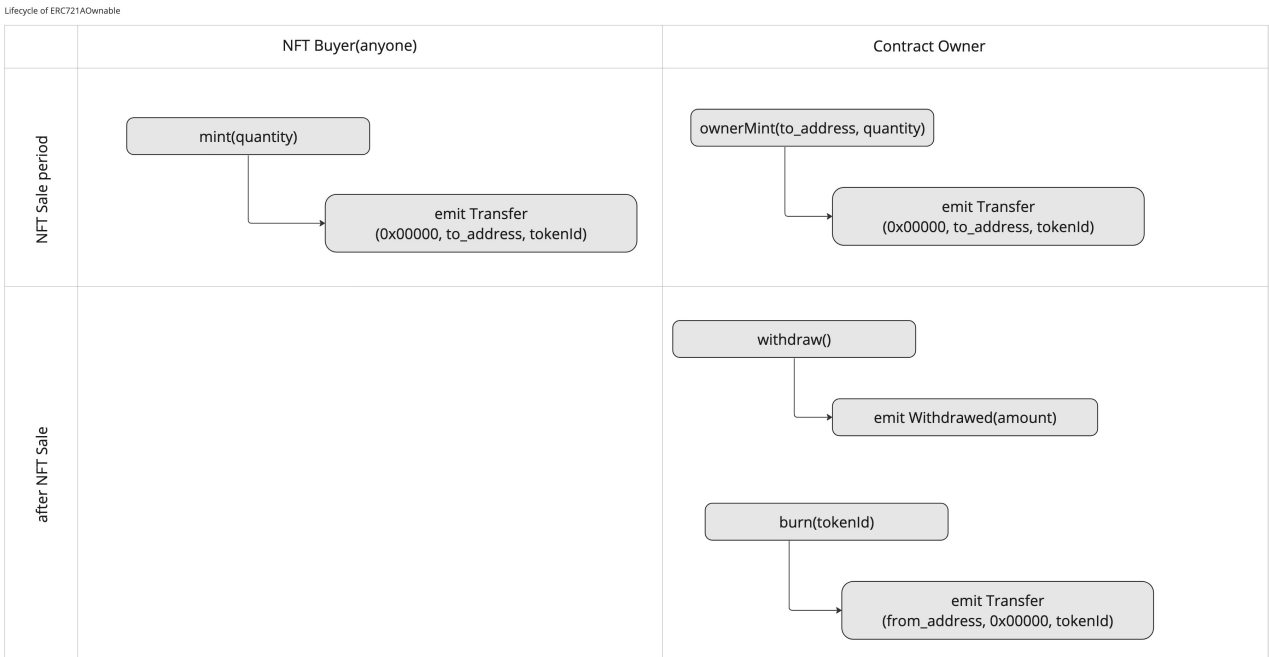 Lifecycle of ERC721AOwnable
NFT Buyer(anyone)
Contract Owner
NFT Sale period
mint(quantity)
emit Transfer
(0x00000, to_address, tokenId)
ownerMint(to_address, quantity)
emit Transfer
(0x00000, to_address, tokenId)
after NFT Sale
withdraw()
emit Withdrawed(amount)
burn(tokenId)
emit Transfer
(from_address, 0x00000, tokenId)